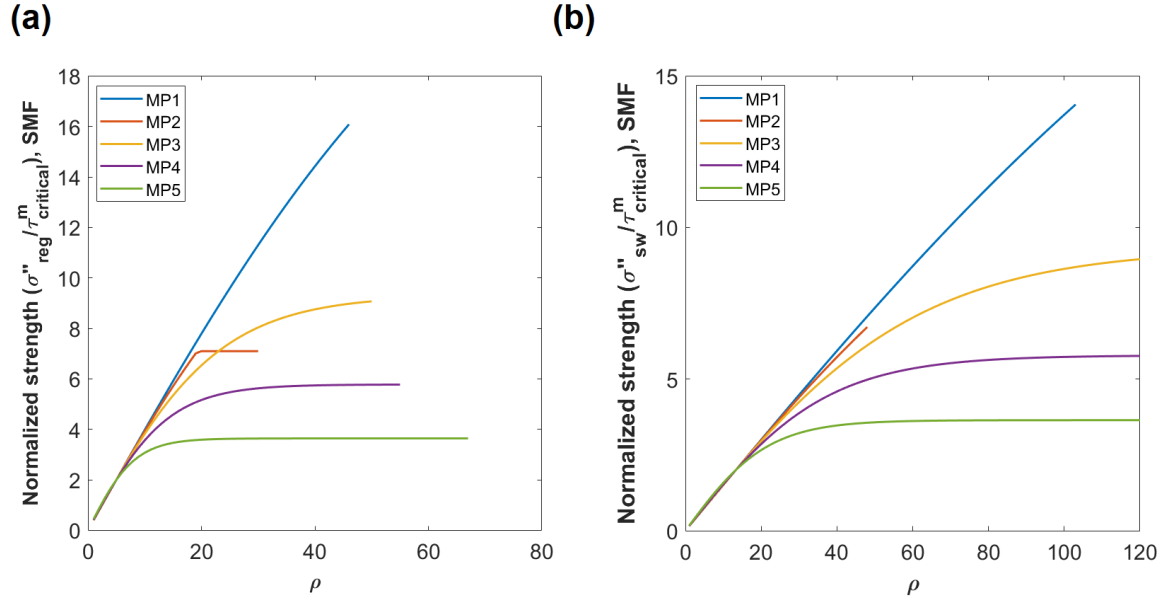 (a)
(b)
Normalized strength (σ''reg/τ^m_critical), SMF
18
16
14
12
10
8
6
4
2
0
MP1
MP2
MP3
MP4
MP5
0
20
40
60
80
ρ
Normalized strength (σ''sw/τ^m_critical), SMF
15
10
5
0
MP1
MP2
MP3
MP4
MP5
0
20
40
60
80
100
120
ρ